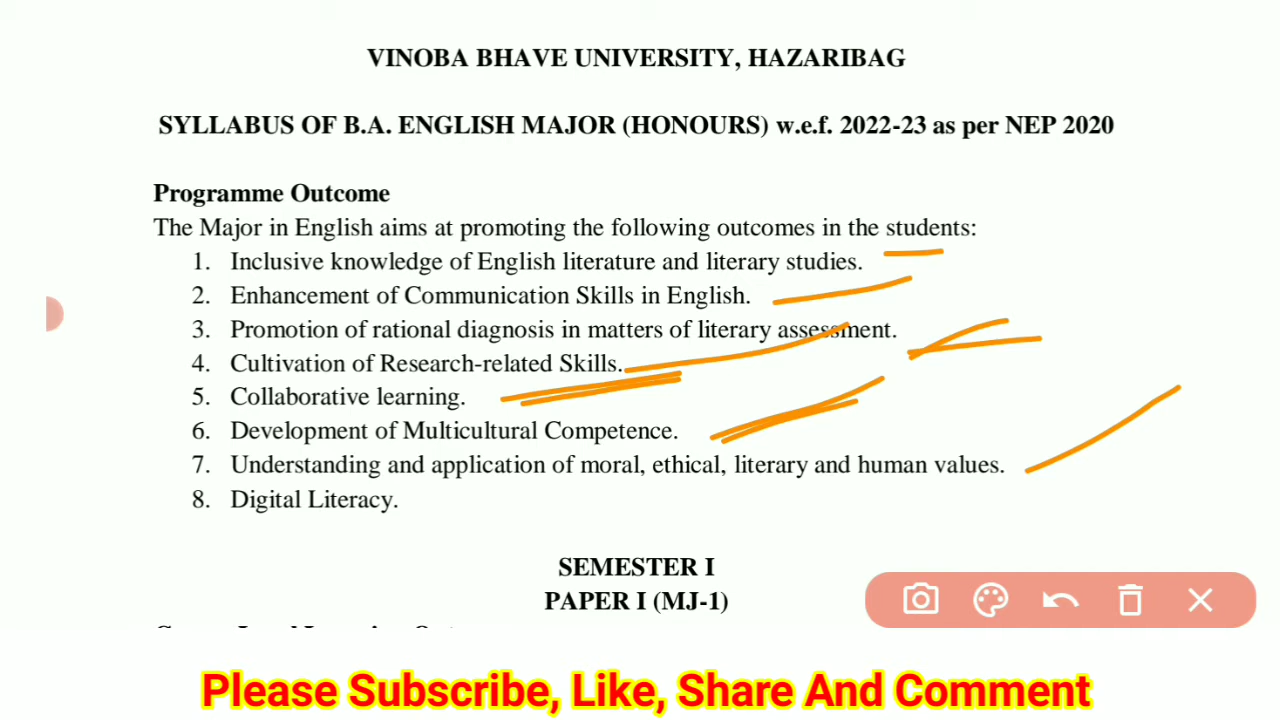 VINOBA BHAVE UNIVERSITY, HAZARIBAG
SYLLABUS OF B.A. ENGLISH MAJOR (HONOURS) w.e.f. 2022-23 as per NEP 2020
Programme Outcome
The Major in English aims at promoting the following outcomes in the students:
1. Inclusive knowledge of English literature and literary studies.
2. Enhancement of Communication Skills in English.
3. Promotion of rational diagnosis in matters of literary assessment.
4. Cultivation of Research-related Skills.
5. Collaborative learning.
6. Development of Multicultural Competence.
7. Understanding and application of moral, ethical, literary and human values.
8. Digital Literacy.
SEMESTER I
PAPER I (MJ-1)
Please Subscribe, Like, Share And Comment